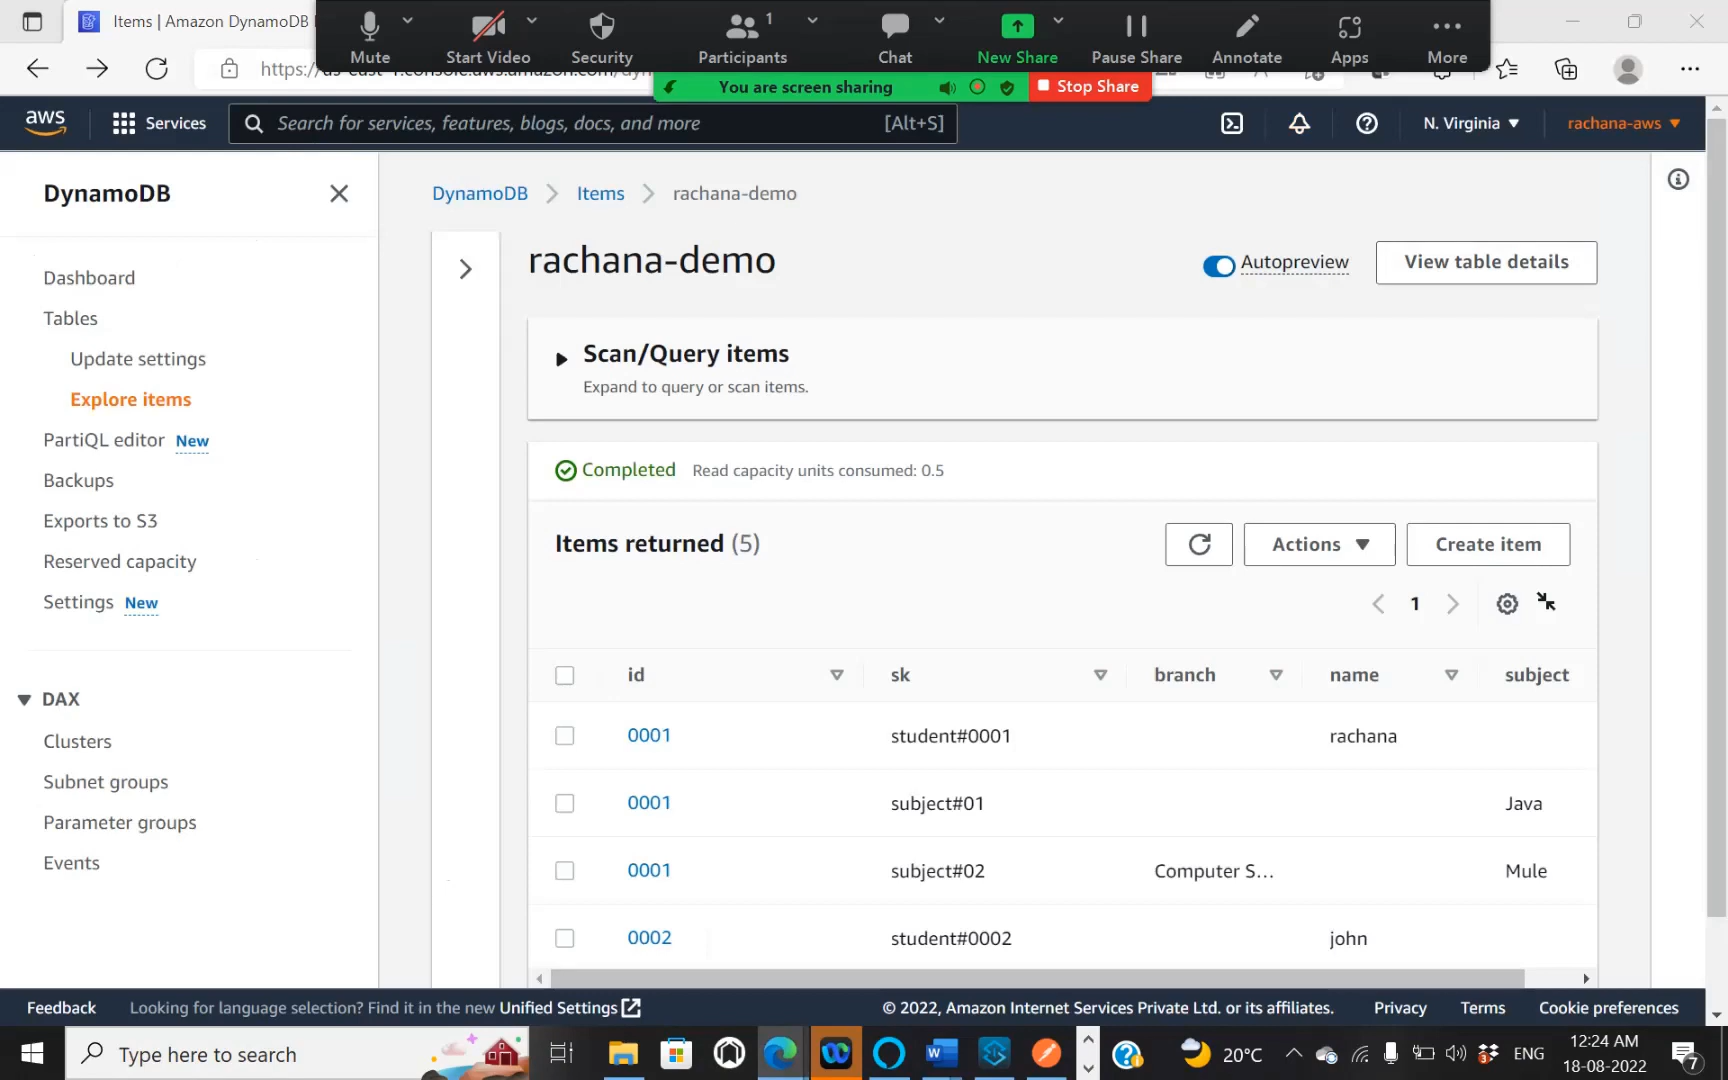 Items | Amazon DynamoDB
Mute
Start Video
Security
Participants 1
Chat
New Share
Pause Share
Annotate
Apps
More
You are screen sharing
Stop Share
aws
Services
Search for services, features, blogs, docs, and more
[Alt+S]
N. Virginia
rachana-aws
DynamoDB
Dashboard
Tables
Update settings
Explore items
PartiQL editor New
Backups
Exports to S3
Reserved capacity
Settings New
DAX
Clusters
Subnet groups
Parameter groups
Events
DynamoDB
Items
rachana-demo
rachana-demo
Autopreview
View table details
Scan/Query items
Expand to query or scan items.
Completed Read capacity units consumed: 0.5
Items returned (5)
Actions
Create item
1
id sk branch name subject
0001 student#0001 rachana
0001 subject#01 Java
0001 subject#02 Computer S... Mule
0002 student#0002 john
Feedback
Looking for language selection? Find it in the new Unified Settings
© 2022, Amazon Internet Services Private Ltd. or its affiliates.
Privacy
Terms
Cookie preferences
Type here to search
20°C
ENG
12:24 AM
18-08-2022
7